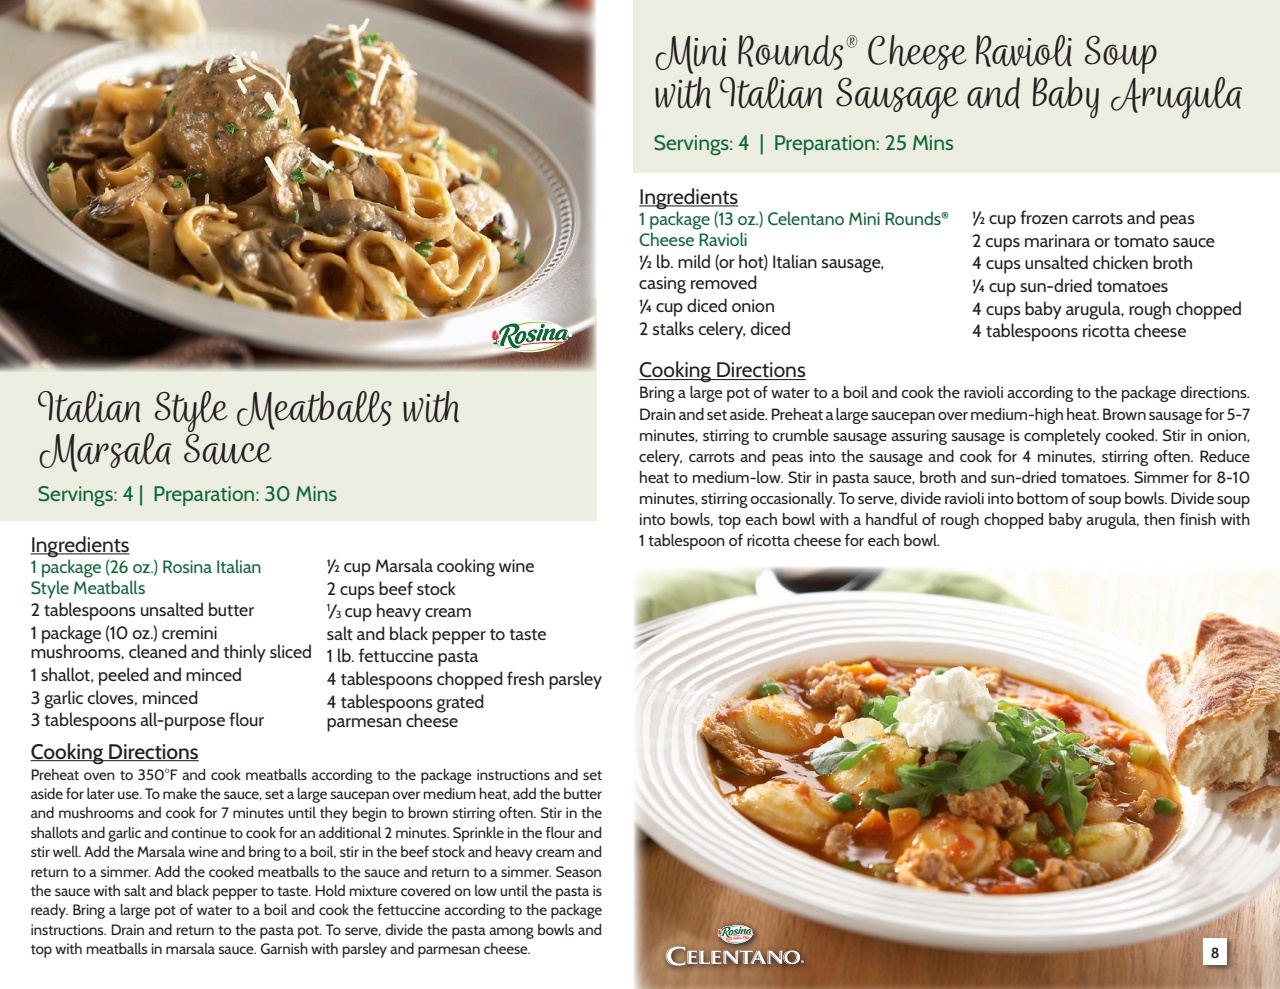 Rosina
Italian Style Meatballs with
Marsala Sauce
Servings: 4 | Preparation: 30 Mins
Ingredients
1 package (26 oz.) Rosina Italian
Style Meatballs
2 tablespoons unsalted butter
1 package (10 oz.) cremini
mushrooms, cleaned and thinly sliced
1 shallot, peeled and minced
3 garlic cloves, minced
3 tablespoons all-purpose flour
½ cup Marsala cooking wine
2 cups beef stock
⅓ cup heavy cream
salt and black pepper to taste
1 lb. fettuccine pasta
4 tablespoons chopped fresh parsley
4 tablespoons grated
parmesan cheese
Cooking Directions
Preheat oven to 350°F and cook meatballs according to the package instructions and set
aside for later use. To make the sauce, set a large saucepan over medium heat, add the butter
and mushrooms and cook for 7 minutes until they begin to brown stirring often. Stir in the
shallots and garlic and continue to cook for an additional 2 minutes. Sprinkle in the flour and
stir well. Add the Marsala wine and bring to a boil, stir in the beef stock and heavy cream and
return to a simmer. Add the cooked meatballs to the sauce and return to a simmer. Season
the sauce with salt and black pepper to taste. Hold mixture covered on low until the pasta is
ready. Bring a large pot of water to a boil and cook the fettuccine according to the package
instructions. Drain and return to the pasta pot. To serve, divide the pasta among bowls and
top with meatballs in marsala sauce. Garnish with parsley and parmesan cheese.
Mini Rounds® Cheese Ravioli Soup
with Italian Sausage and Baby Arugula
Servings: 4 | Preparation: 25 Mins
Ingredients
1 package (13 oz.) Celentano Mini Rounds®
Cheese Ravioli
½ lb. mild (or hot) Italian sausage,
casing removed
¼ cup diced onion
2 stalks celery, diced
½ cup frozen carrots and peas
2 cups marinara or tomato sauce
4 cups unsalted chicken broth
¼ cup sun-dried tomatoes
4 cups baby arugula, rough chopped
4 tablespoons ricotta cheese
Cooking Directions
Bring a large pot of water to a boil and cook the ravioli according to the package directions.
Drain and set aside. Preheat a large saucepan over medium-high heat. Brown sausage for 5-7
minutes, stirring to crumble sausage assuring sausage is completely cooked. Stir in onion,
celery, carrots and peas into the sausage and cook for 4 minutes, stirring often. Reduce
heat to medium-low. Stir in pasta sauce, broth and sun-dried tomatoes. Simmer for 8-10
minutes, stirring occasionally. To serve, divide ravioli into bottom of soup bowls. Divide soup
into bowls, top each bowl with a handful of rough chopped baby arugula, then finish with
1 tablespoon of ricotta cheese for each bowl.
Rosina
CELENTANO®
8